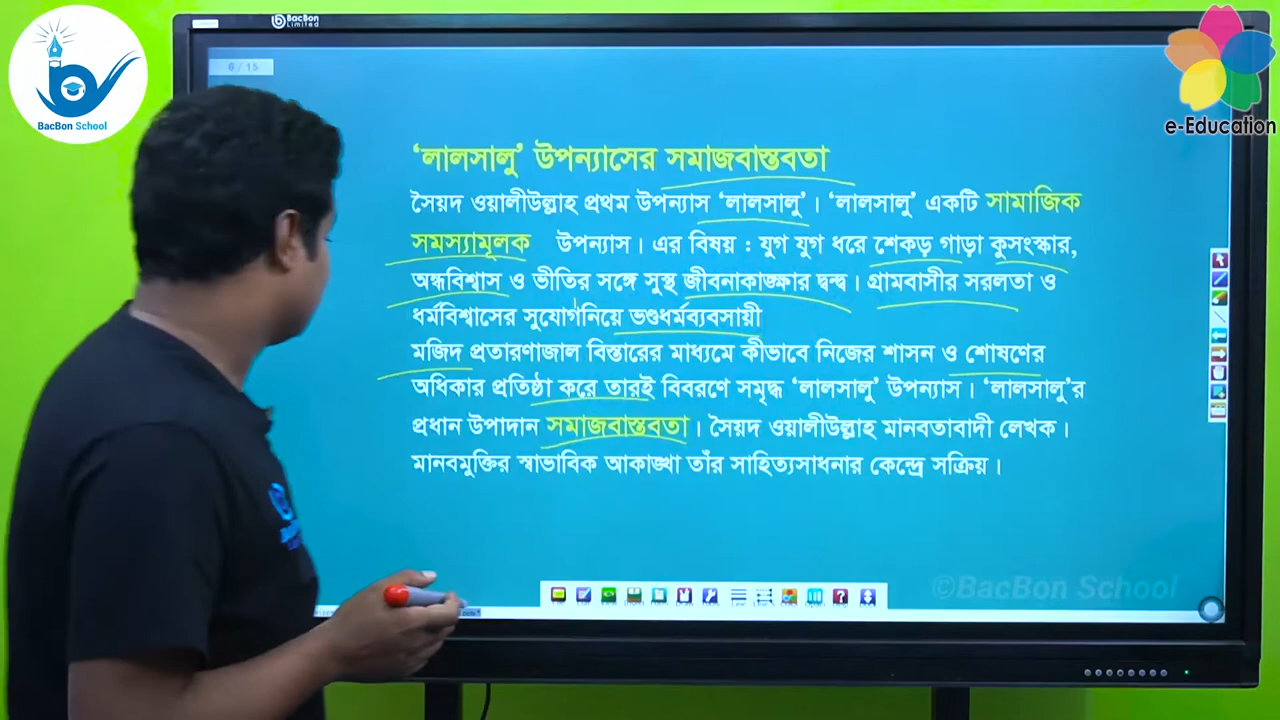 BacBon Limited
BacBon School
e-Education
6 / 15
‘লালসালু’ উপন্যাসের সমাজবাস্তবতা
সৈয়দ ওয়ালীউল্লাহ প্রথম উপন্যাস ‘লালসালু’। ‘লালসালু’ একটি সামাজিক
সমস্যামূলক উপন্যাস। এর বিষয় : যুগ যুগ ধরে শেকড় গাড়া কুসংস্কার,
অন্ধবিশ্বাস ও ভীতির সঙ্গে সুস্থ জীবনাকাঙ্ক্ষার দ্বন্দ্ব। গ্রামবাসীর সরলতা ও
ধর্মবিশ্বাসের সুযোগনিয়ে ভণ্ডধর্মব্যবসায়ী
মজিদ প্রতারণাজাল বিস্তারের মাধ্যমে কীভাবে নিজের শাসন ও শোষণের
অধিকার প্রতিষ্ঠা করে তারই বিবরণে সমৃদ্ধ ‘লালসালু’ উপন্যাস। ‘লালসালু’র
প্রধান উপাদান সমাজবাস্তবতা। সৈয়দ ওয়ালীউল্লাহ মানবতাবাদী লেখক।
মানবমুক্তির স্বাভাবিক আকাঙ্খা তাঁর সাহিত্যসাধনার কেন্দ্রে সক্রিয়।
©BacBon School